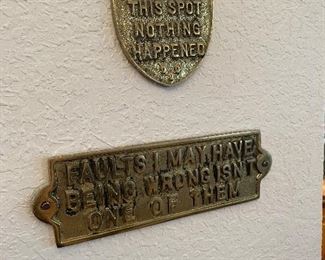 THIS SPOT
NOTHING
HAPPENED
FAULTS I MAY HAVE
BEING WRONG ISN'T
ONE OF THEM